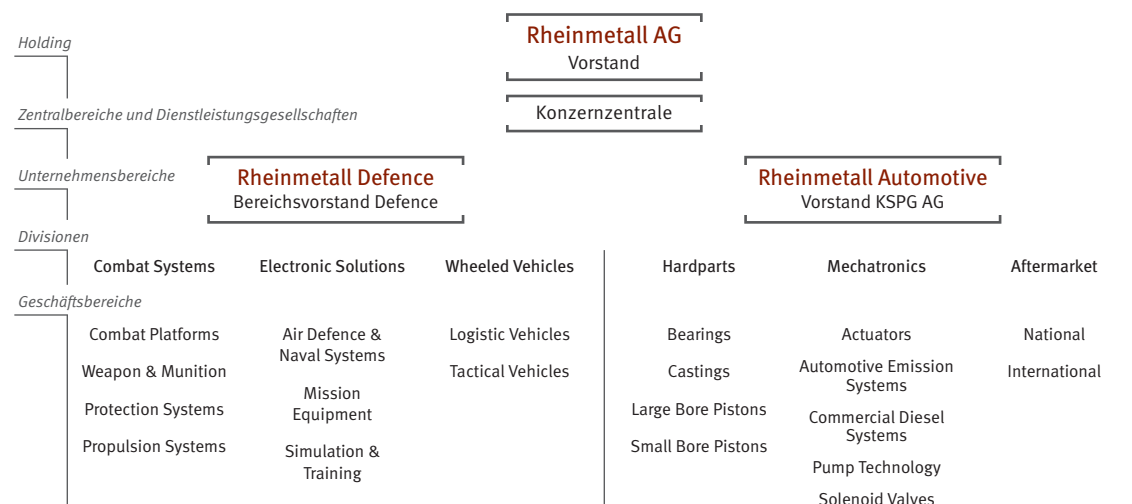 Holding
Rheinmetall AG
Vorstand
Zentralbereiche und Dienstleistungsgesellschaften
Konzernzentrale
Unternehmensbereiche
Rheinmetall Defence
Bereichsvorstand Defence
Rheinmetall Automotive
Vorstand KSPG AG
Divisionen
Combat Systems
Electronic Solutions
Wheeled Vehicles
Hardparts
Mechatronics
Aftermarket
Geschäftsbereiche
Combat Platforms
Weapon & Munition
Protection Systems
Propulsion Systems
Air Defence &
Naval Systems
Mission
Equipment
Simulation &
Training
Logistic Vehicles
Tactical Vehicles
Bearings
Castings
Large Bore Pistons
Small Bore Pistons
Actuators
Automotive Emission
Systems
Commercial Diesel
Systems
Pump Technology
Solenoid Valves
National
International